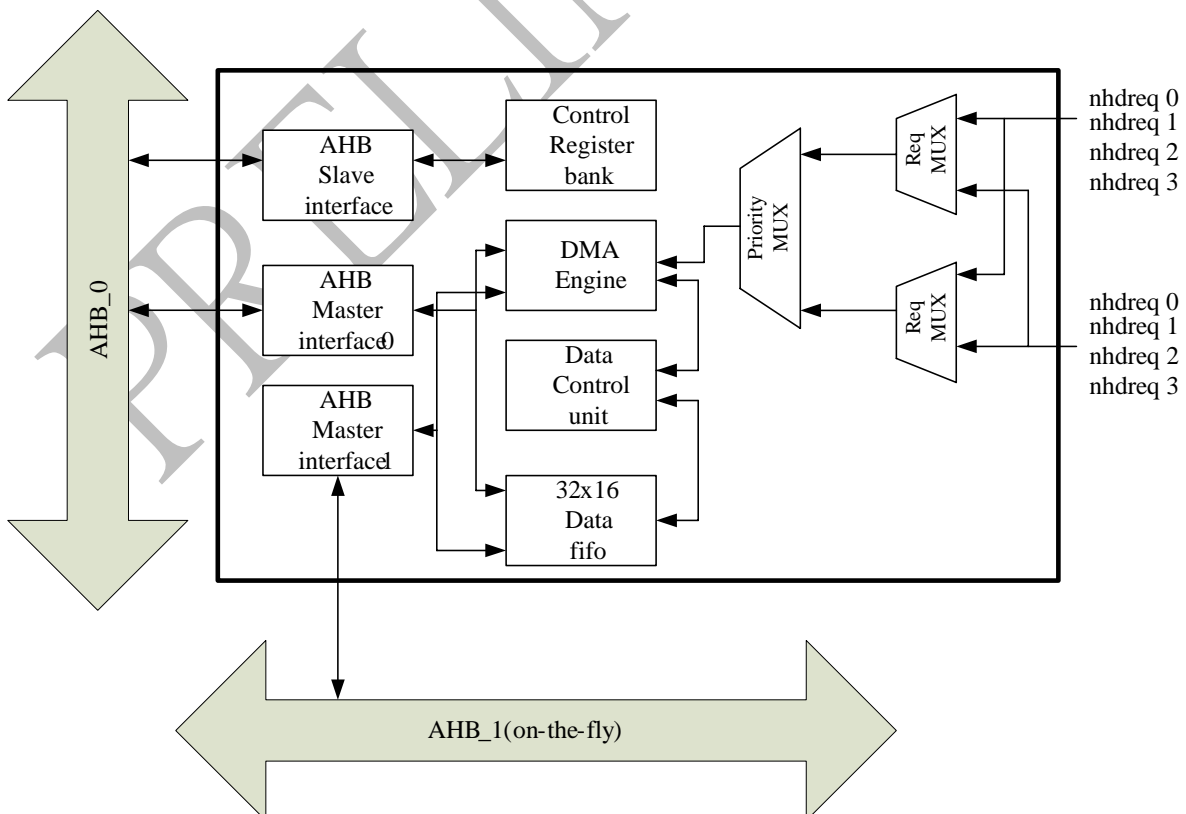 PRELI
AHB_0
AHB
Slave
interface
AHB
Master
interface0
AHB
Master
interface1
Control
Register
bank
DMA
Engine
Data
Control
unit
32x16
Data
fifo
Priority
MUX
Req
MUX
Req
MUX
nhdreq 0
nhdreq 1
nhdreq 2
nhdreq 3
nhdreq 0
nhdreq 1
nhdreq 2
nhdreq 3
AHB_1(on-the-fly)